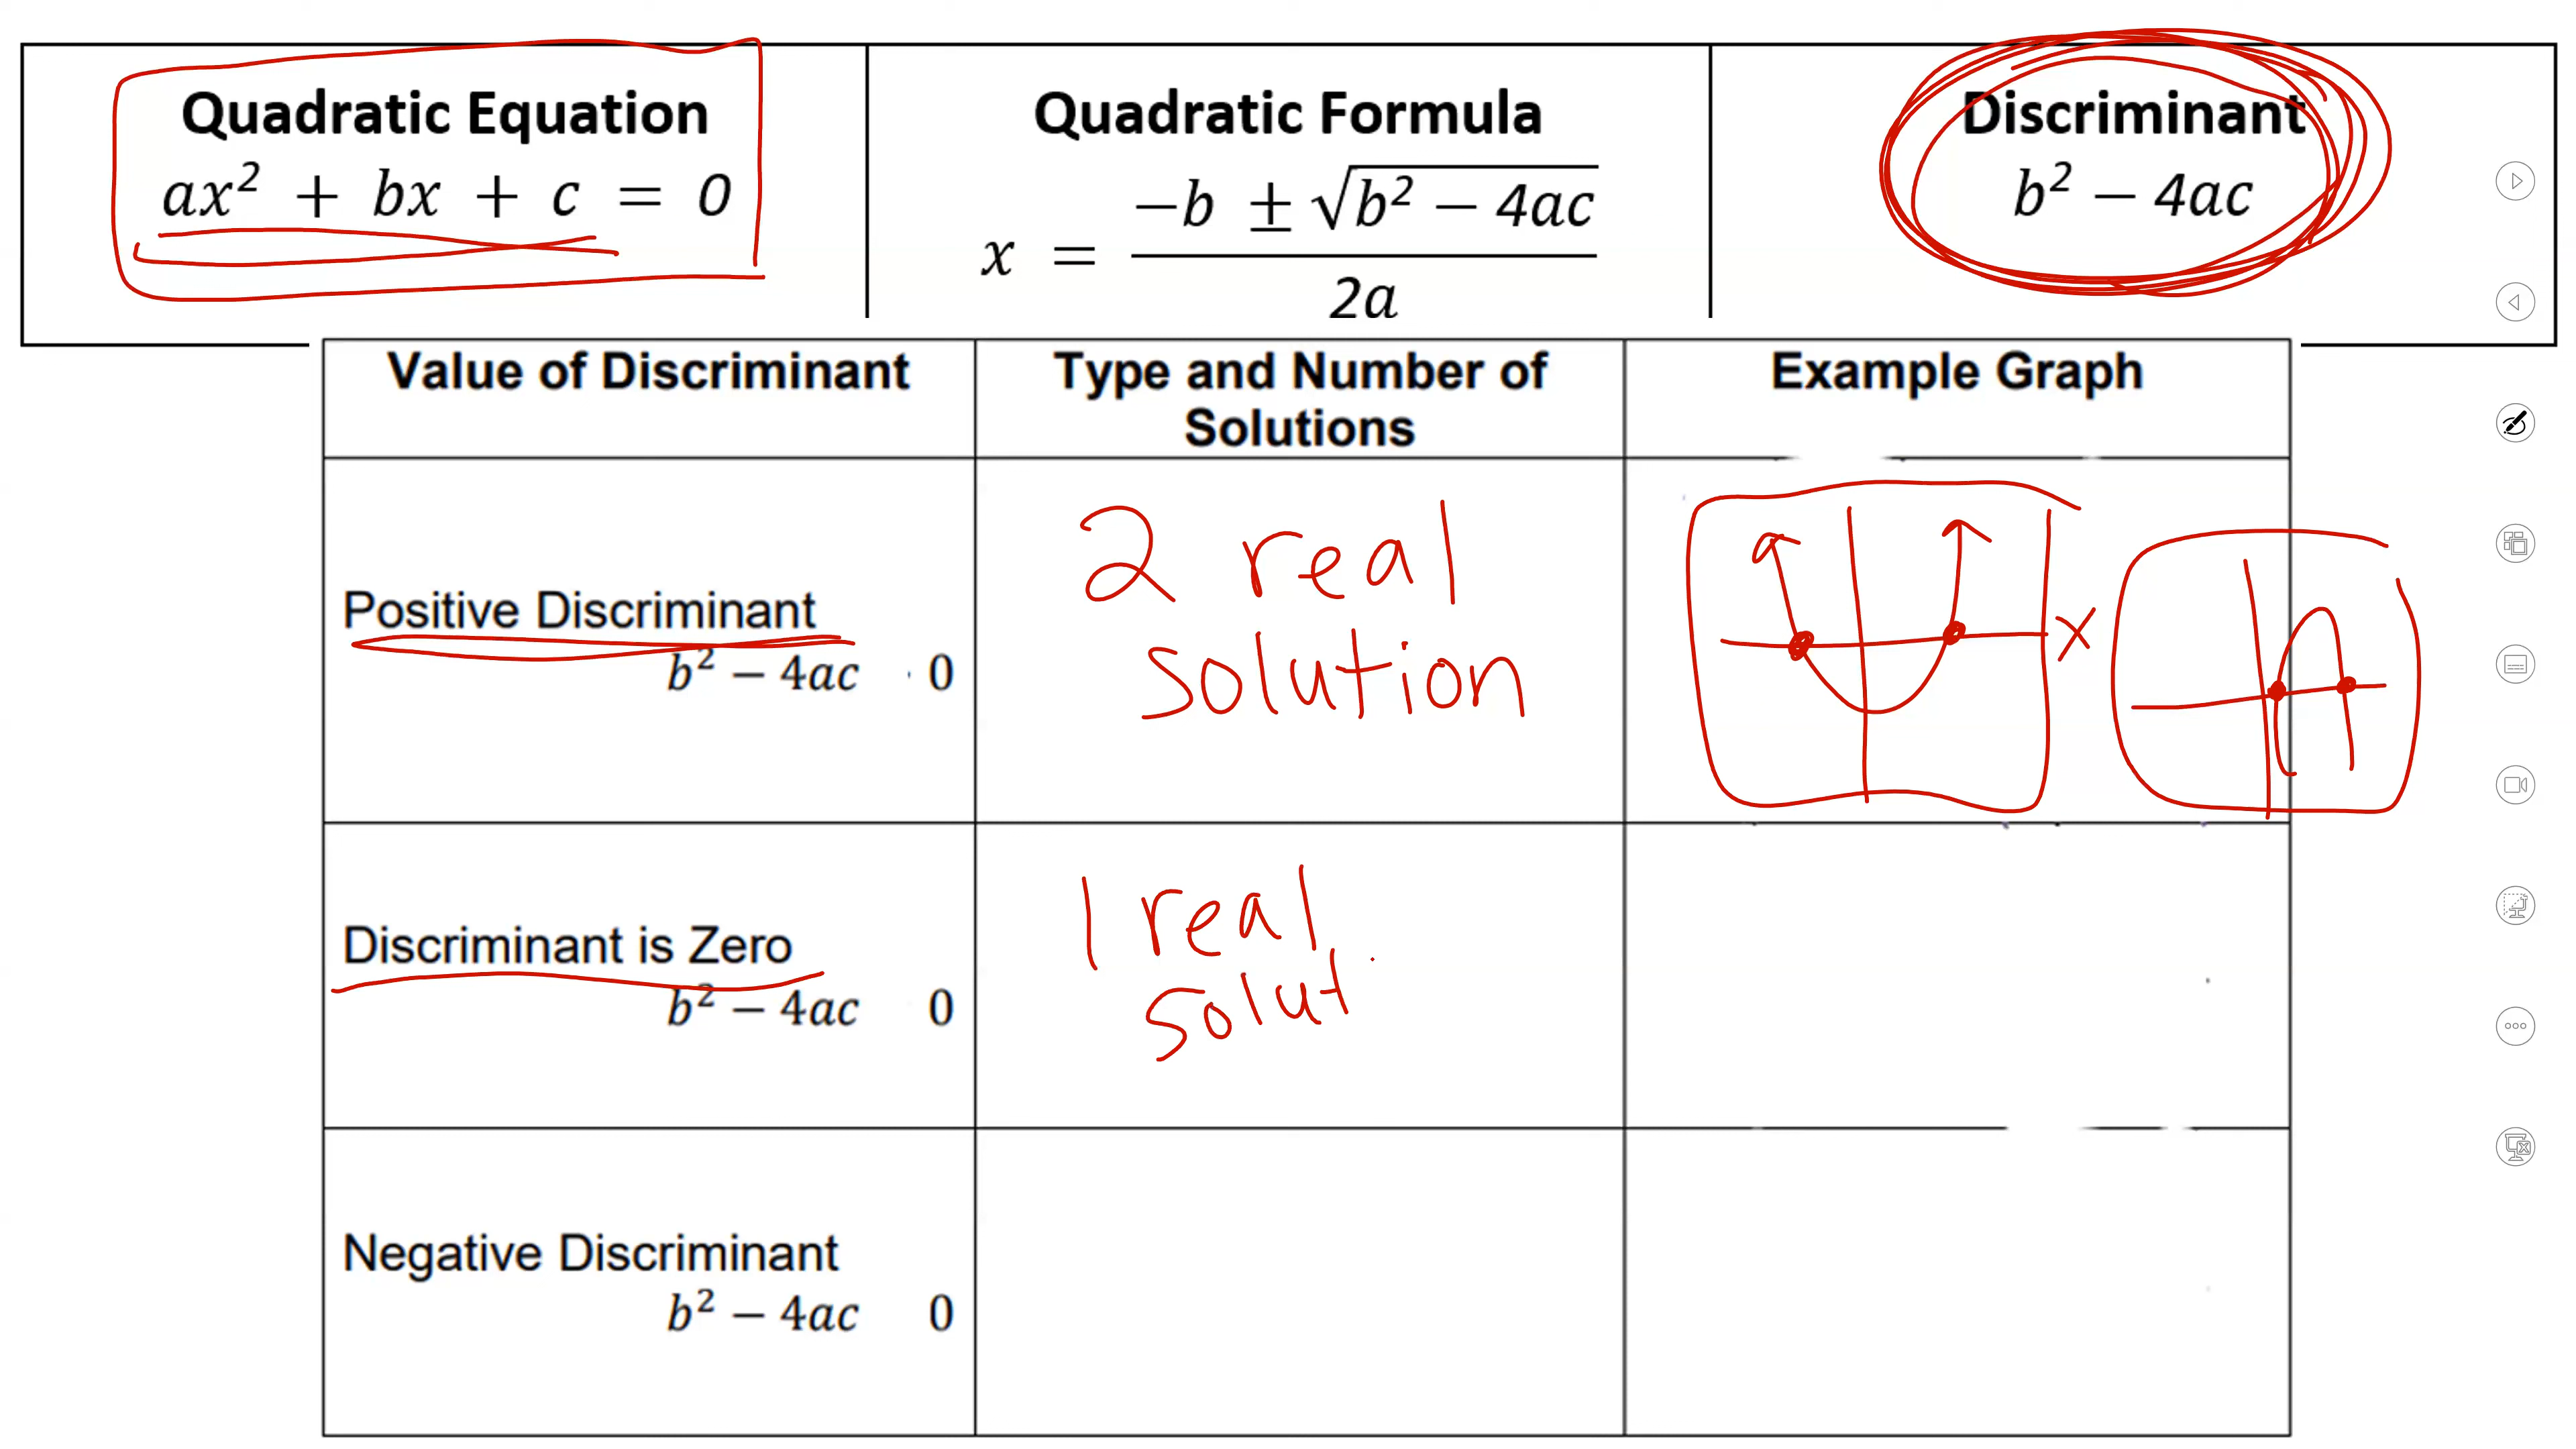 Quadratic Equation
ax² + bx + c = 0
Quadratic Formula
x = −b ± √b² − 4ac / 2a
Discriminant
b² − 4ac
Value of Discriminant
Type and Number of
Solutions
Example Graph
Positive Discriminant
b² − 4ac 0
2 real
solution
x
Discriminant is Zero
b² − 4ac 0
1 real
solut
Negative Discriminant
b² − 4ac 0